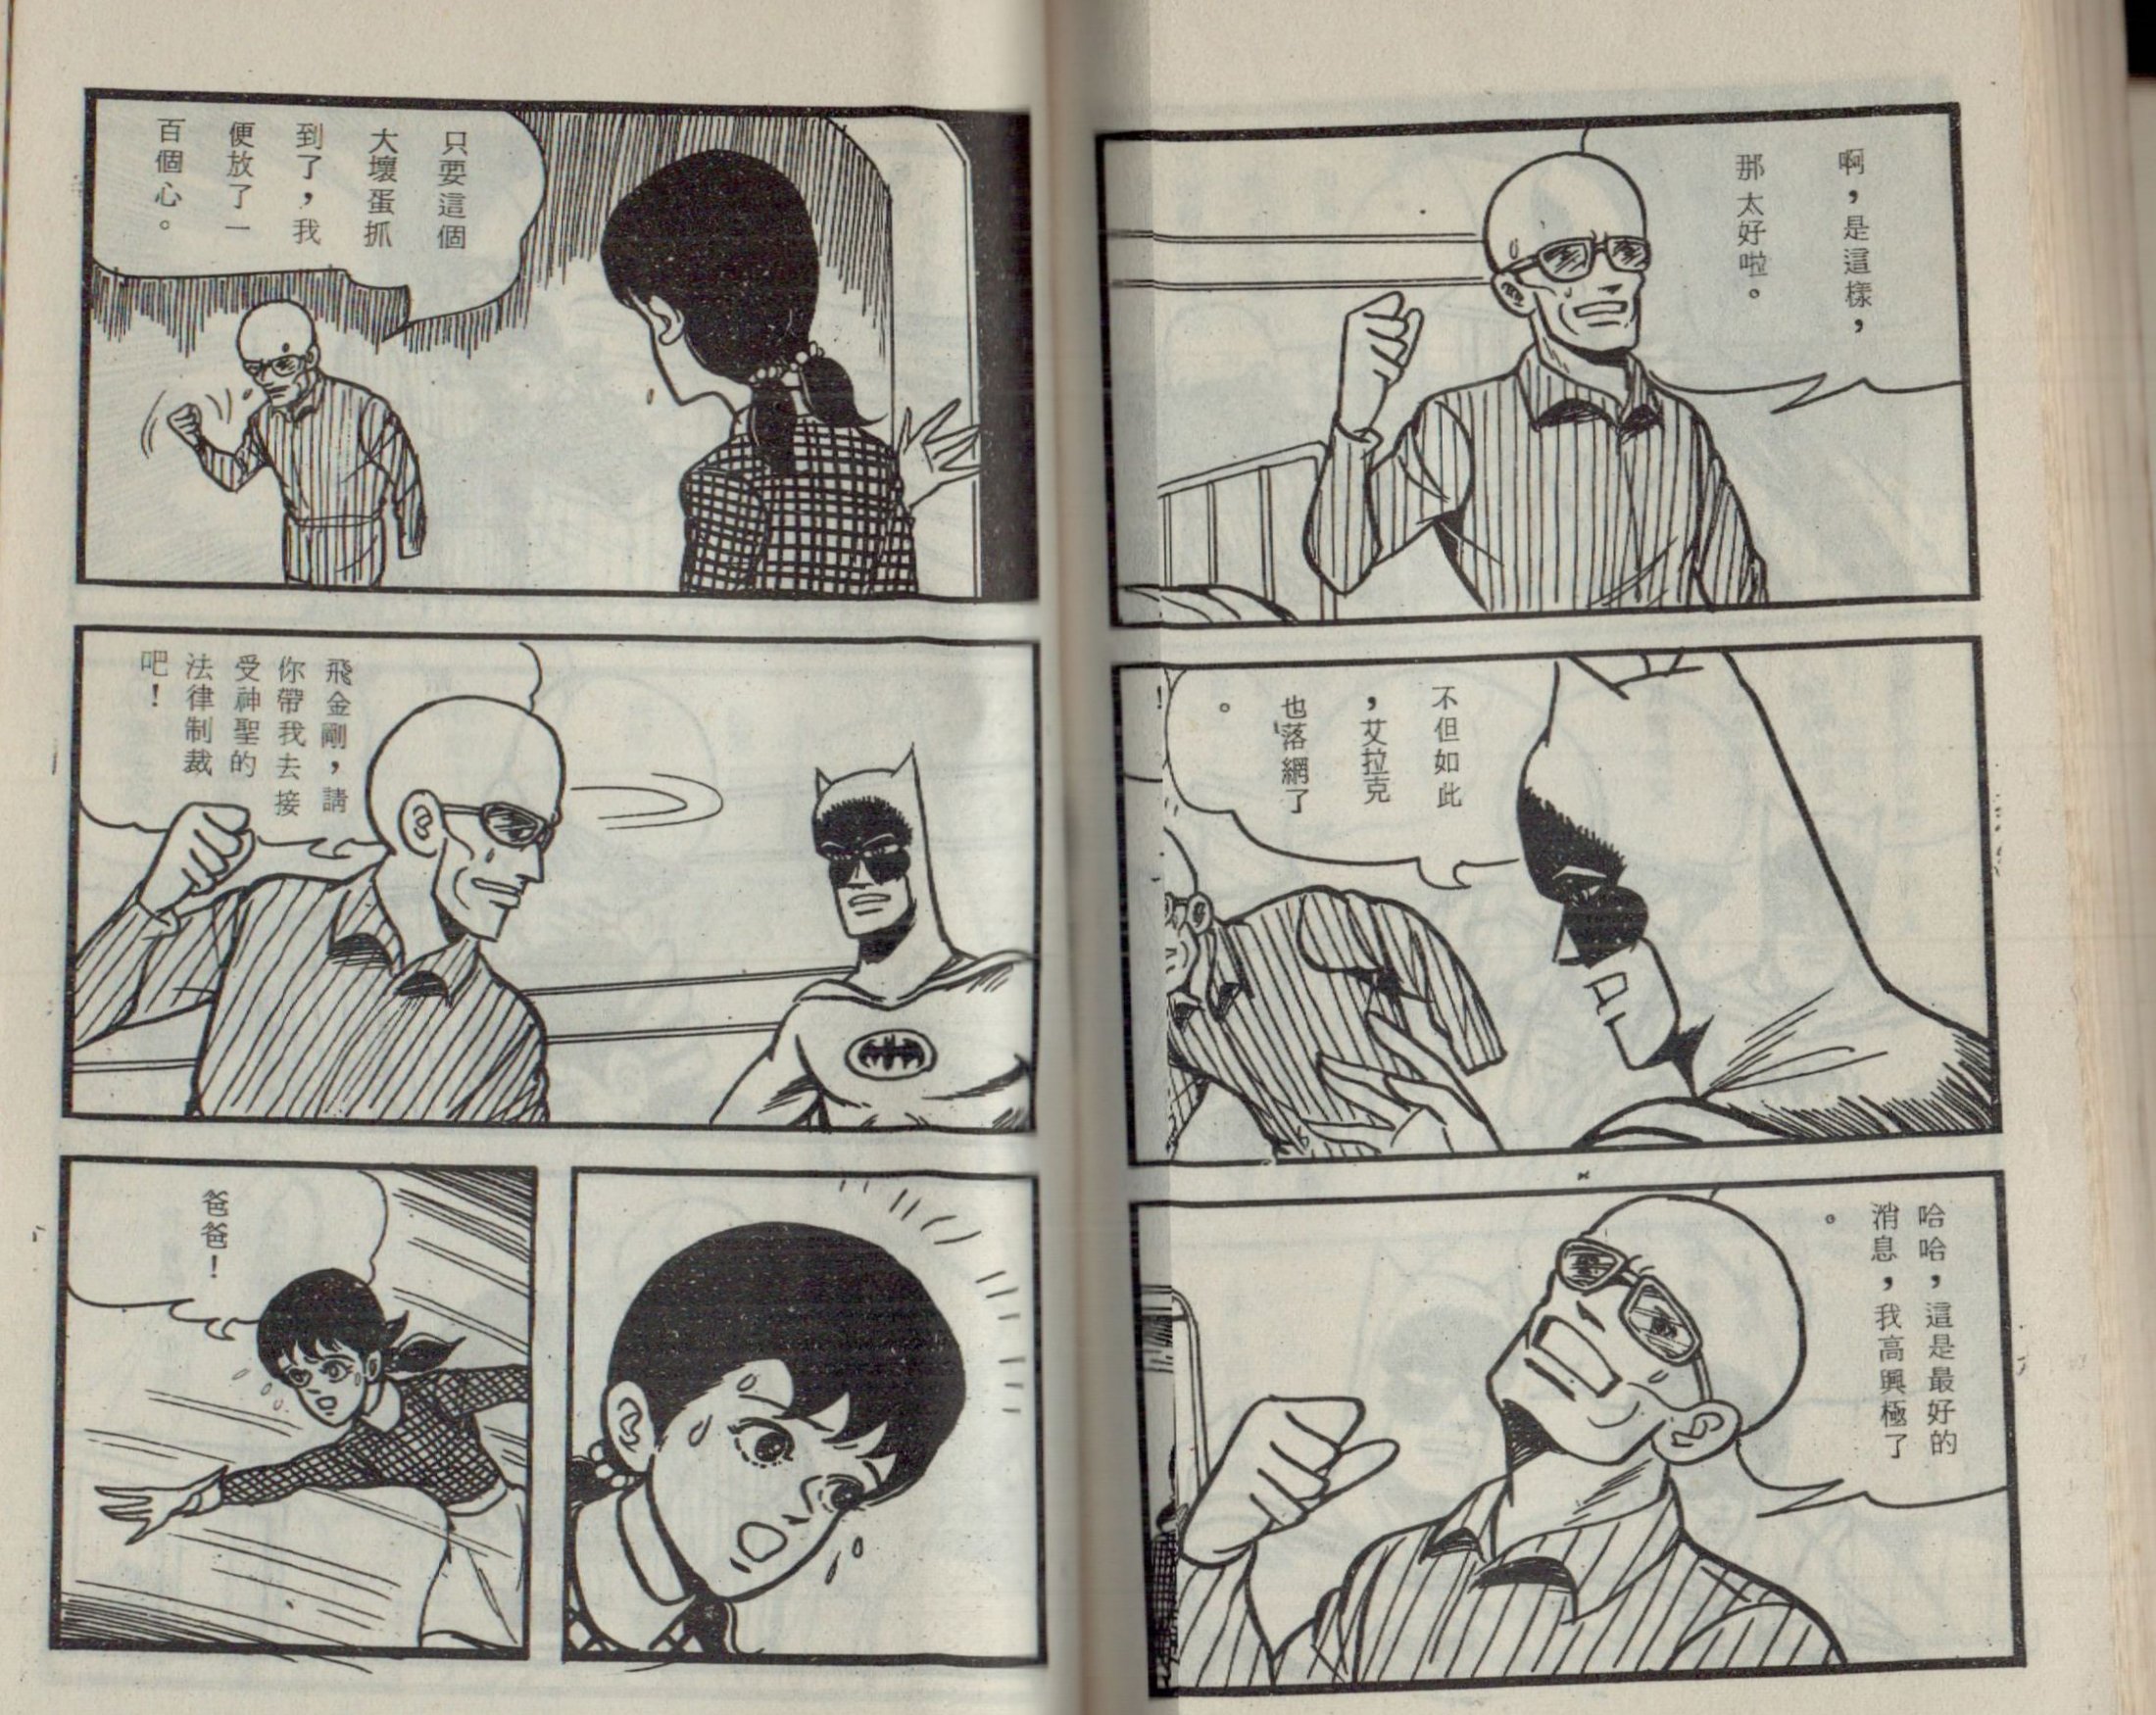 啊，是這樣，
那太好啦。
不但如此
，艾拉克
也落網了
。
哈哈，這是最好的
消息，我高興極了
。
只要這個
大壞蛋抓
到了，我
便放了一
百個心。
飛金剛，請
你帶我去接
受神聖的
法律制裁
吧！
爸爸！